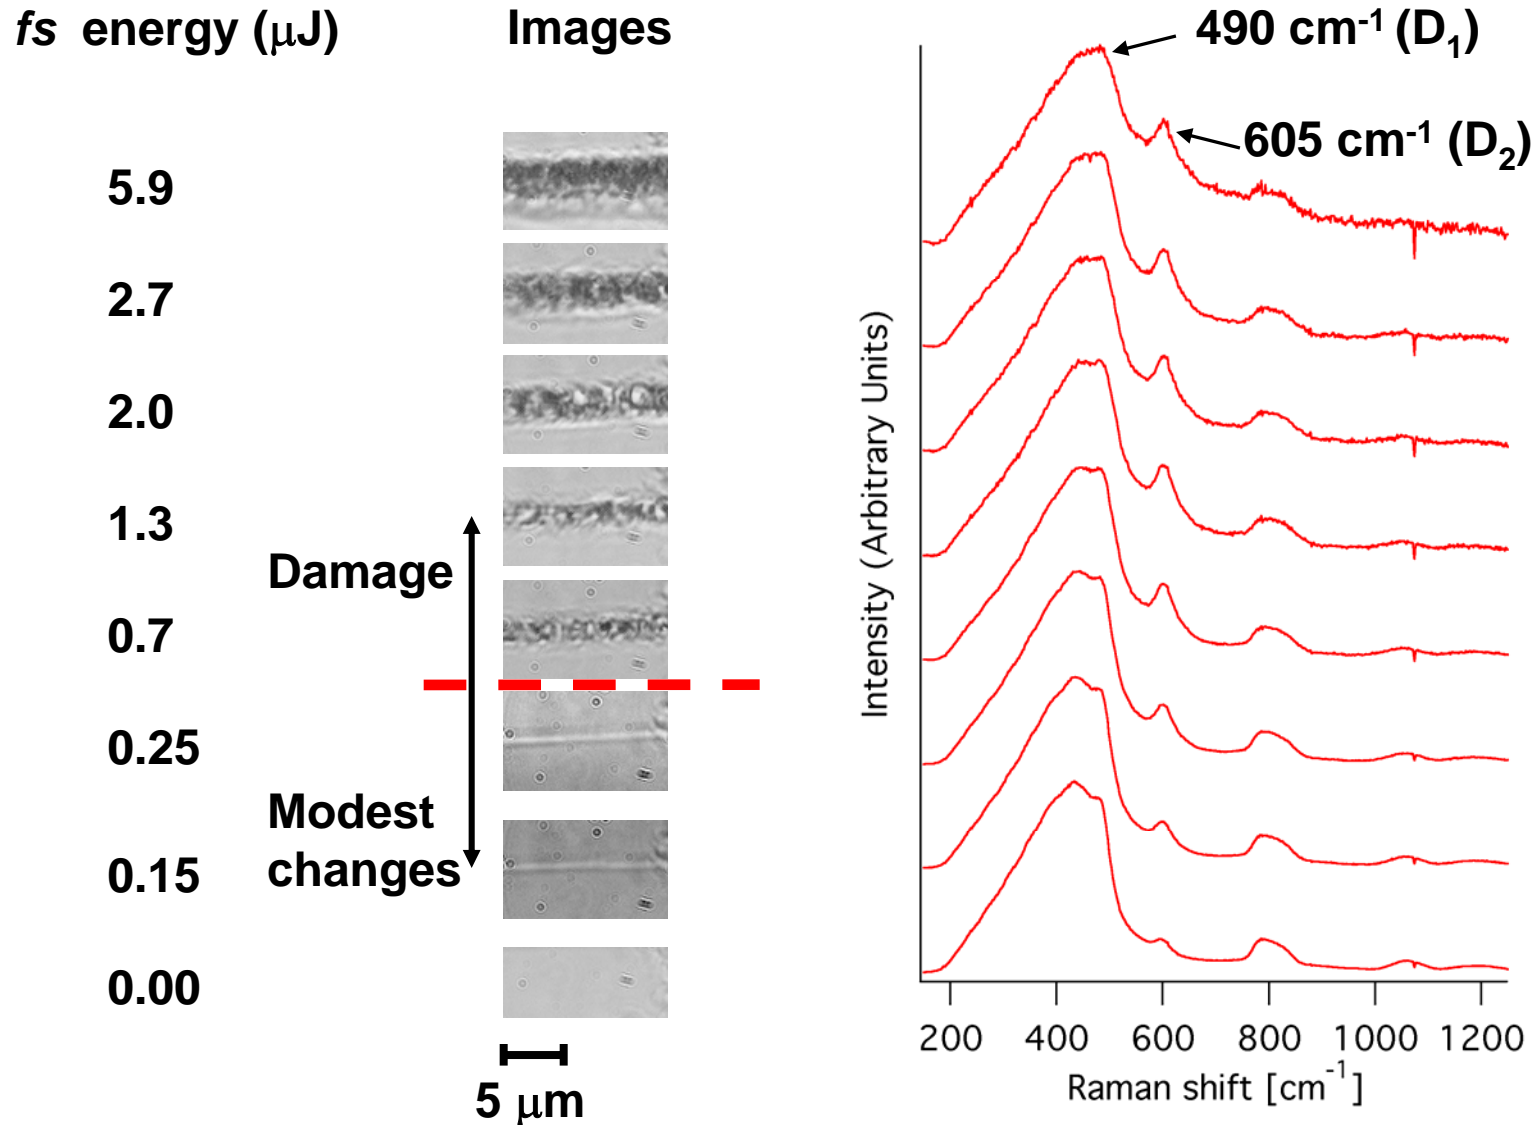 fs energy (μJ)
Images
5.9
2.7
2.0
1.3
0.7
0.25
0.15
0.00
Damage
Modest
changes
5 μm
490 cm⁻¹ (D₁)
605 cm⁻¹ (D₂)
Intensity (Arbitrary Units)
200 400 600 800 1000 1200
Raman shift [cm⁻¹]